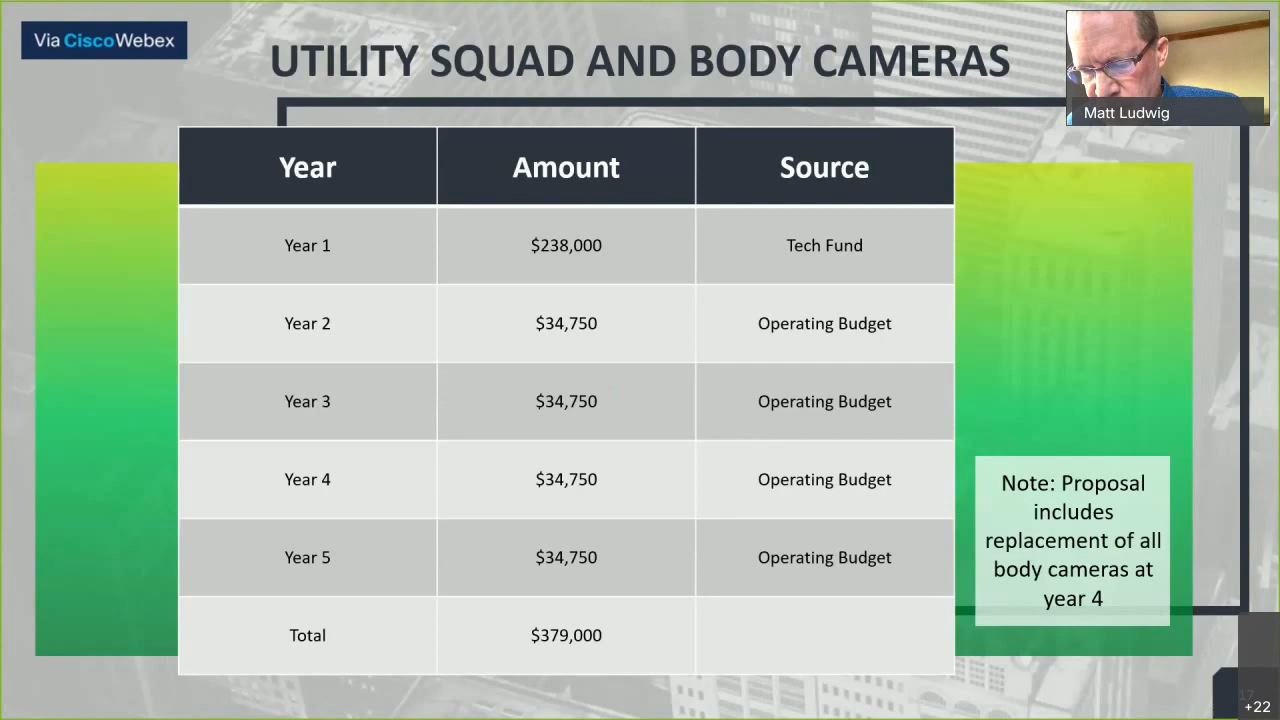 Via CiscoWebex
UTILITY SQUAD AND BODY CAMERAS
Matt Ludwig
Year Amount Source
Year 1 $238,000 Tech Fund
Year 2 $34,750 Operating Budget
Year 3 $34,750 Operating Budget
Year 4 $34,750 Operating Budget
Year 5 $34,750 Operating Budget
Total $379,000
Note: Proposal
includes
replacement of all
body cameras at
year 4
17
+22